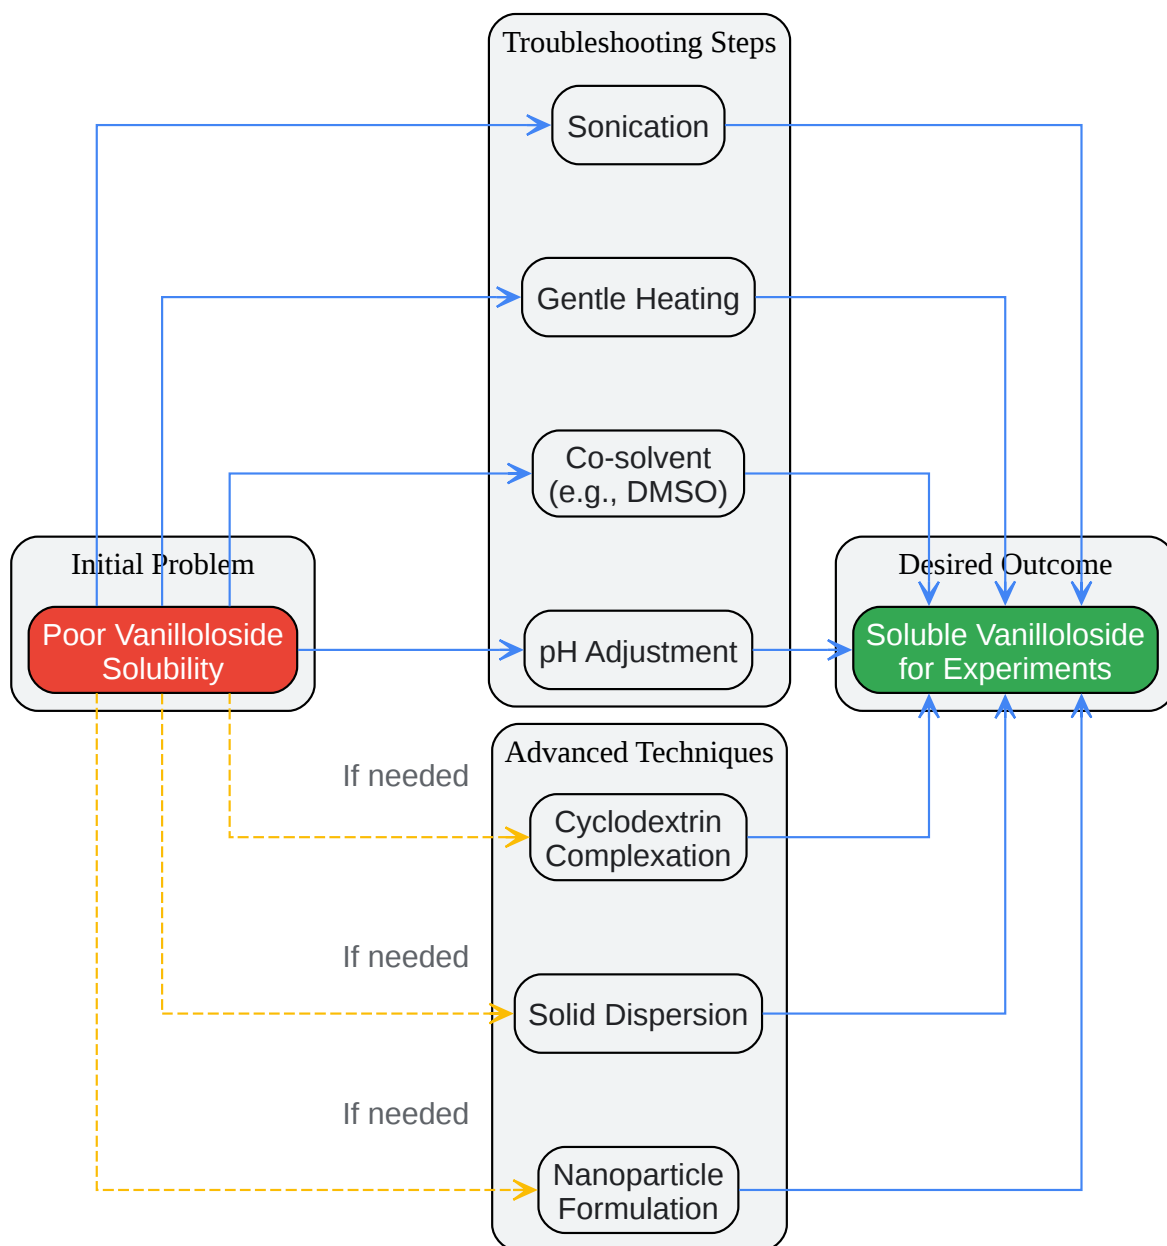 Troubleshooting Steps
Sonication
Gentle Heating
Co-solvent
(e.g., DMSO)
pH Adjustment
Initial Problem
Poor Vanilloloside
Solubility
Desired Outcome
Soluble Vanilloloside
for Experiments
Advanced Techniques
If needed
Cyclodextrin
Complexation
If needed
Solid Dispersion
If needed
Nanoparticle
Formulation